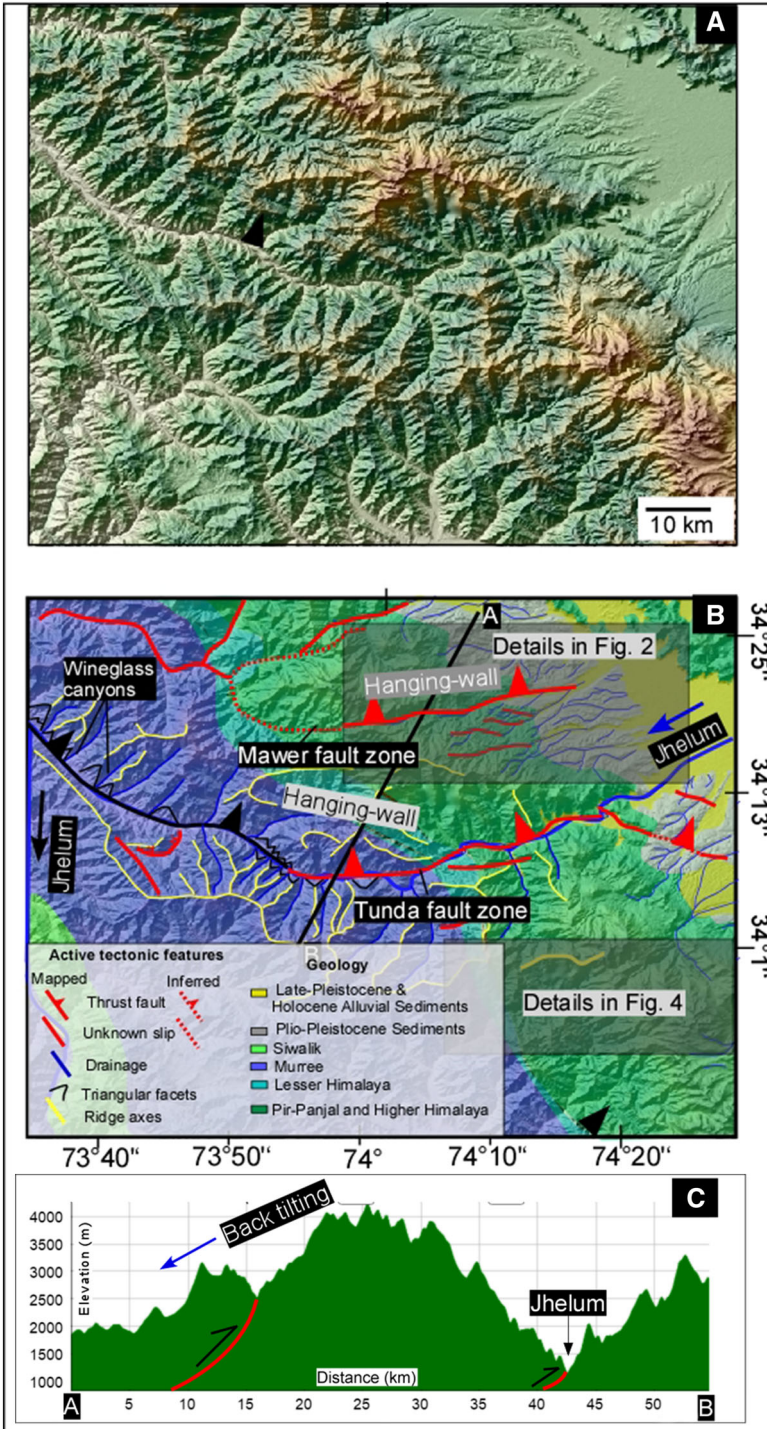 A
10 km
B
A
Details in Fig. 2
Wineglass
canyons
Hanging-wall
Jhelum
Mawer fault zone
Hanging-wall
Jhelum
Tunda fault zone
B
Details in Fig. 4
Active tectonic features
Mapped
Inferred
Thrust fault
Unknown slip
Drainage
Triangular facets
Ridge axes
Geology
Late-Pleistocene &
Holocene Alluvial Sediments
Plio-Pleistocene Sediments
Siwalik
Murree
Lesser Himalaya
Pir-Panjal and Higher Himalaya
34°25"
34°13"
34°1"
73°40" 73°50" 74° 74°10" 74°20"
C
Back tilting
Elevation (m)
4000
3500
3000
2500
2000
1500
1000
Jhelum
Distance (km)
A 5 10 15 20 25 30 35 40 45 50 B